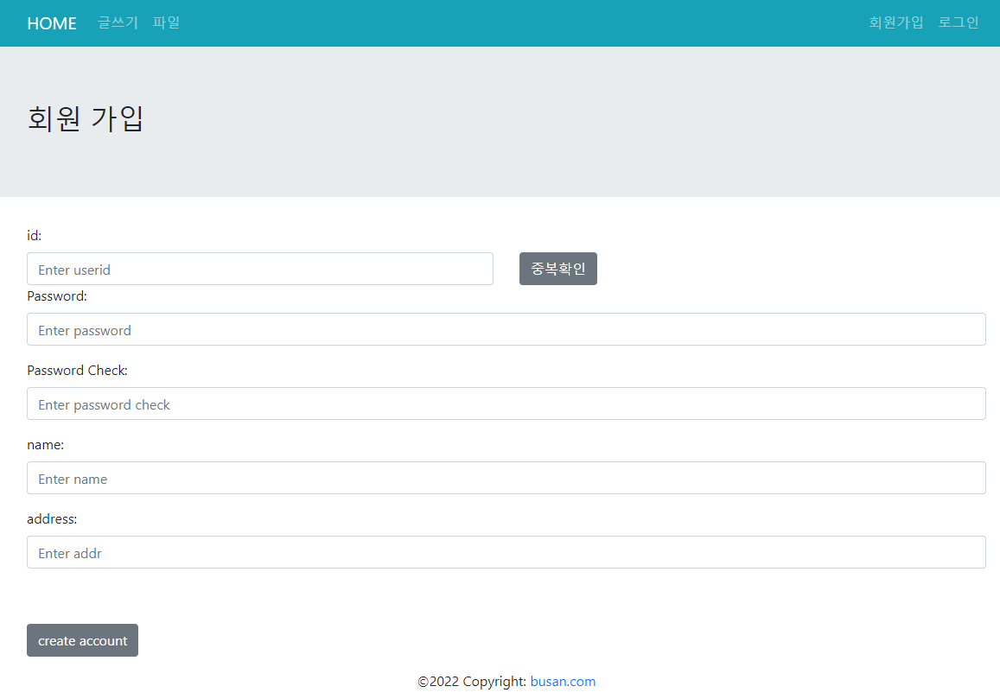 HOME 글쓰기 파일 회원가입 로그인
회원 가입
id:
Enter userid 중복확인
Password:
Enter password
Password Check:
Enter password check
name:
Enter name
address:
Enter addr
create account
©2022 Copyright: busan.com